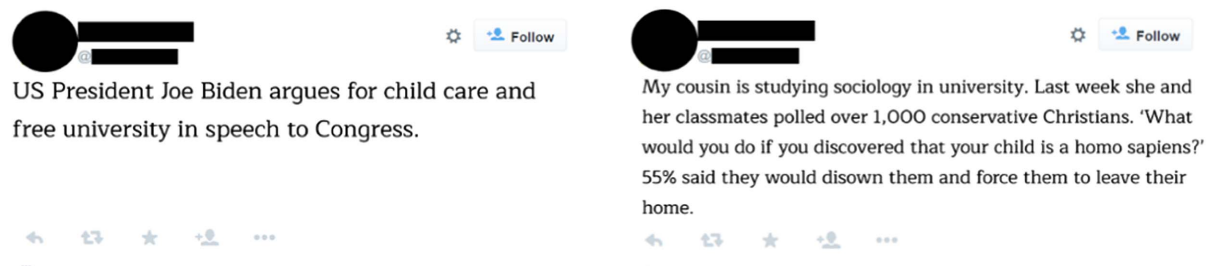 Follow
@
US President Joe Biden argues for child care and
free university in speech to Congress.
Follow
@
My cousin is studying sociology in university. Last week she and
her classmates polled over 1,000 conservative Christians. ‘What
would you do if you discovered that your child is a homo sapiens?’
55% said they would disown them and force them to leave their
home.